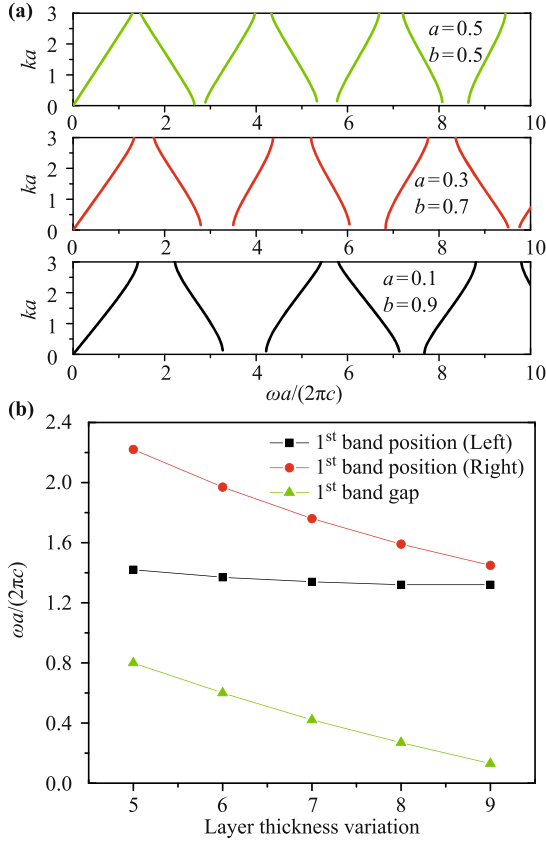 (a)
3
2
1
0
ka
a=0.5
b=0.5
0 2 4 6 8 10
3
2
1
0
ka
a=0.3
b=0.7
0 2 4 6 8 10
3
2
1
0
ka
a=0.1
b=0.9
0 2 4 6 8 10
ωa/(2πc)
(b)
2.4
2.0
1.6
1.2
0.8
0.4
0.0
ωa/(2πc)
1st band position (Left)
1st band position (Right)
1st band gap
5 6 7 8 9
Layer thickness variation